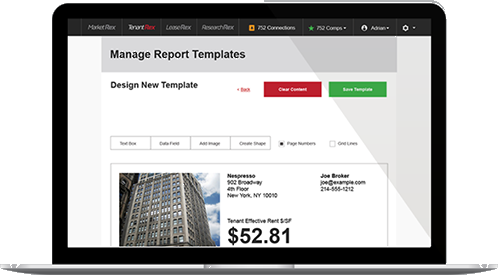 MarketRex TenantRex LeaseRex ResearchRex 752 Connections 752 Comps Adrian
Manage Report Templates
Design New Template
< Back Clear Content Save Template
Text Box Data Field Add Image Create Shape Page Numbers Grid Lines
Nespresso Joe Broker
902 Broadway joe@example.com
4th Floor 214-555-1212
New York, NY 10010
Tenant Effective Rent $/SF
$52.81